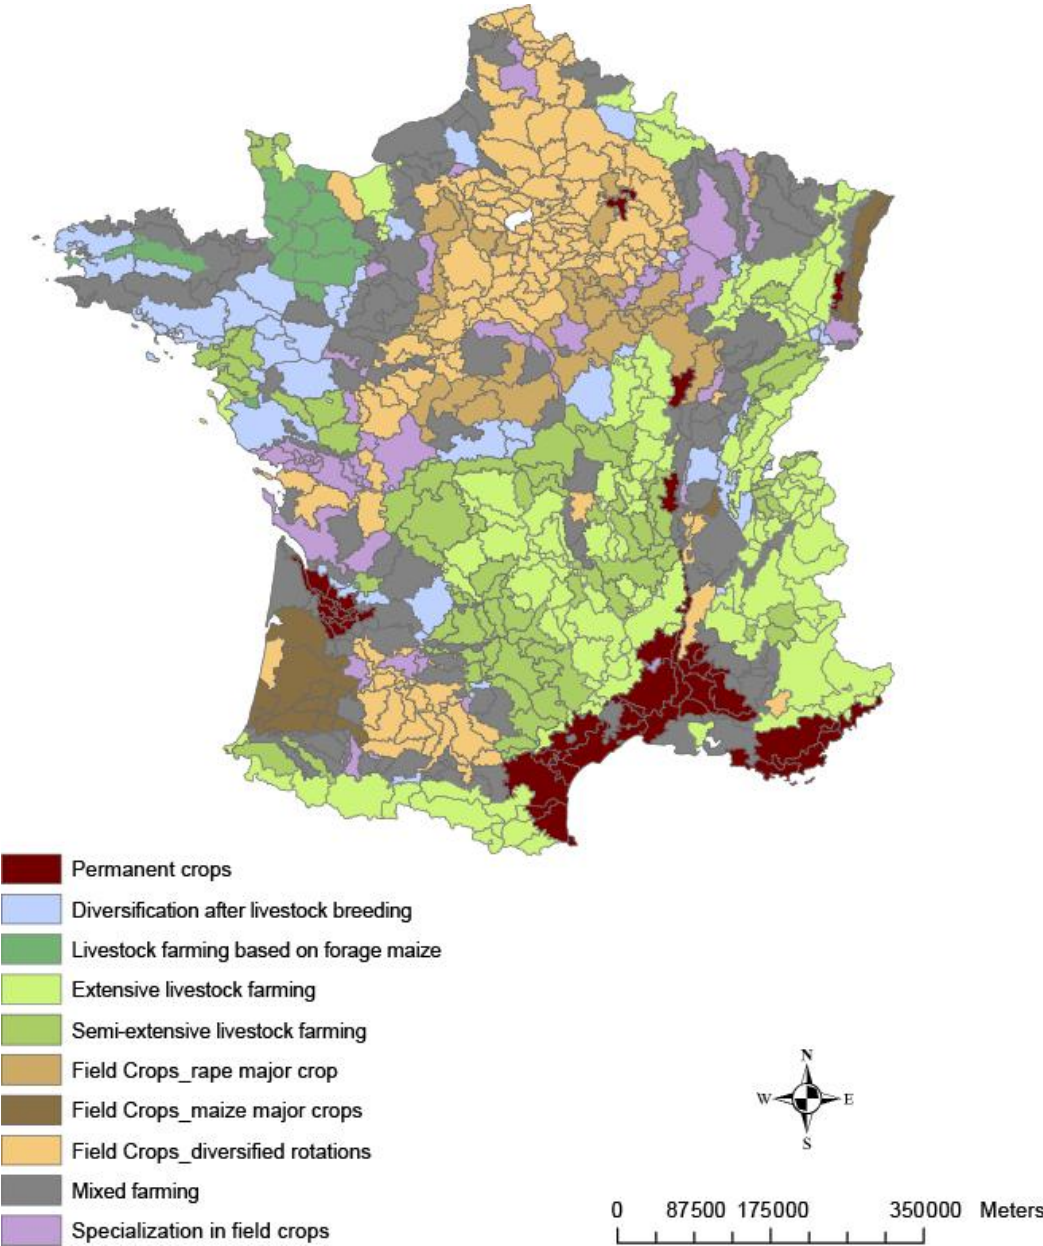 Permanent crops
Diversification after livestock breeding
Livestock farming based on forage maize
Extensive livestock farming
Semi-extensive livestock farming
Field Crops_rape major crop
Field Crops_maize major crops
Field Crops_diversified rotations
Mixed farming
Specialization in field crops
N
W E
S
0 87500 175000 350000 Meters